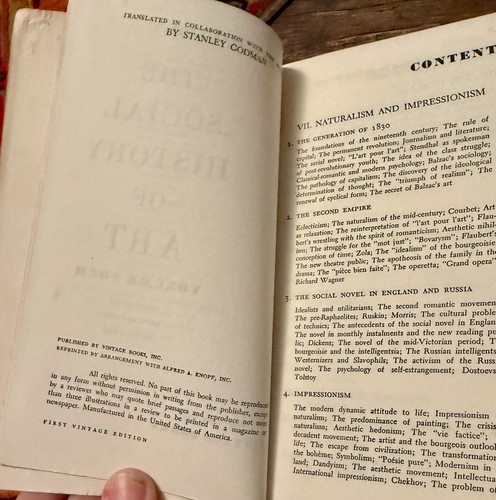 TRANSLATED IN COLLABORATION WITH THE
BY STANLEY GODMAN
PUBLISHED BY VINTAGE BOOKS, INC.
REPRINTED BY ARRANGEMENT WITH ALFRED A. KNOPF, INC.
All rights reserved. No part of this book may be reproduced
in any form without permission in writing from the publisher, except
by a reviewer who may quote brief passages and reproduce not more
than three illustrations in a review to be printed in a magazine or
newspaper. Manufactured in the United States of America.
FIRST VINTAGE EDITION
CONTENT
VII. NATURALISM AND IMPRESSIONISM
1. THE GENERATION OF 1830
The foundations of the nineteenth century; The rule of
capital; The permanent revolution; Journalism and literature;
The serial novel; "L'art pour l'art"; Stendhal as spokesman
of post-revolutionary youth; The idea of the class struggle;
Classical-romantic and modern psychology; Balzac's sociology;
The pathology of capitalism; The discovery of the ideological
determination of thought; The "triumph of realism"; The
renewal of cyclical forms; The secret of Balzac's art
2. THE SECOND EMPIRE
Eclecticism; The naturalism of the mid-century; Courbet; Art
as relaxation; The reinterpretation of "l'art pour l'art"; Flau
bert's wrestling with the spirit of romanticism; Aesthetic nihil
ism; The struggle for the "mot just"; "Bovarysm"; Flaubert's
conception of time; Zola; The "idealism" of the bourgeoisie
The new theatre public; The apotheosis of the family in the
drama; The "pièce bien faite"; The operetta; "Grand opera"
Richard Wagner
3. THE SOCIAL NOVEL IN ENGLAND AND RUSSIA
Idealists and utilitarians; The second romantic movemen
The pre-Raphaelites; Ruskin; Morris; The cultural proble
of technics; The antecedents of the social novel in Englan
The novel in monthly instalments and the new reading pu
lic; Dickens; The novel of the mid-Victorian period; T
bourgeoisie and the intelligentsia; The Russian intelligents
Westernizers and Slavophils; The activism of the Russi
novel; The psychology of self-estrangement; Dostoevs
Tolstoy
4. IMPRESSIONISM
The modern dynamic attitude to life; Impressionism
naturalism; The predominance of painting; The crisis
naturalism; Aesthetic hedonism; The "vie factice";
decadent movement; The artist and the bourgeois outlook
The escape from civilization; The transformation
the bohème; Symbolism; "Poésie pure"; Modernism in
land; Dandyism; The aesthetic movement; Intellectu
International impressionism; Chekhov; The problem o